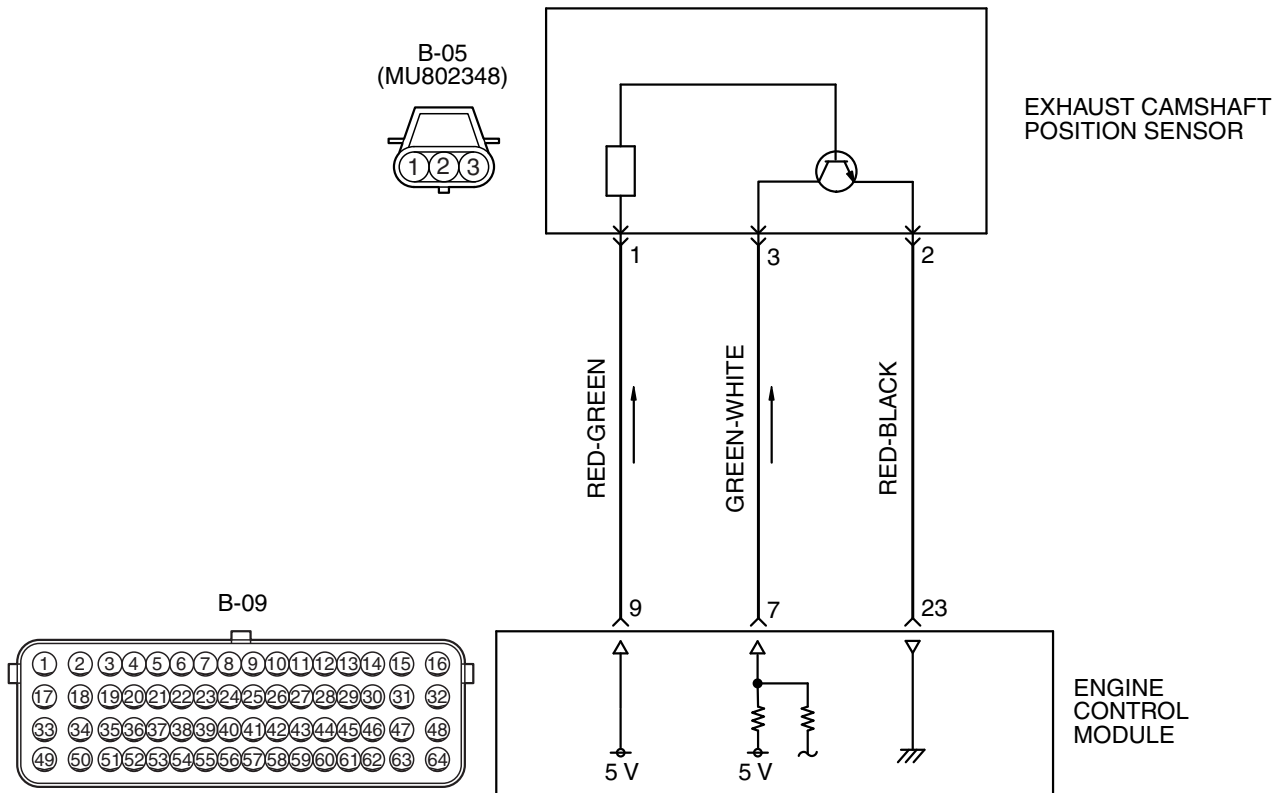 B-05
(MU802348)
1 2 3
EXHAUST CAMSHAFT
POSITION SENSOR
1 3 2
RED-GREEN
GREEN-WHITE
RED-BLACK
9 7 23
B-09
1 2 3 4 5 6 7 8 9 10 11 12 13 14 15 16
17 18 19 20 21 22 23 24 25 26 27 28 29 30 31 32
33 34 35 36 37 38 39 40 41 42 43 44 45 46 47 48
49 50 51 52 53 54 55 56 57 58 59 60 61 62 63 64
5 V 5 V
ENGINE
CONTROL
MODULE